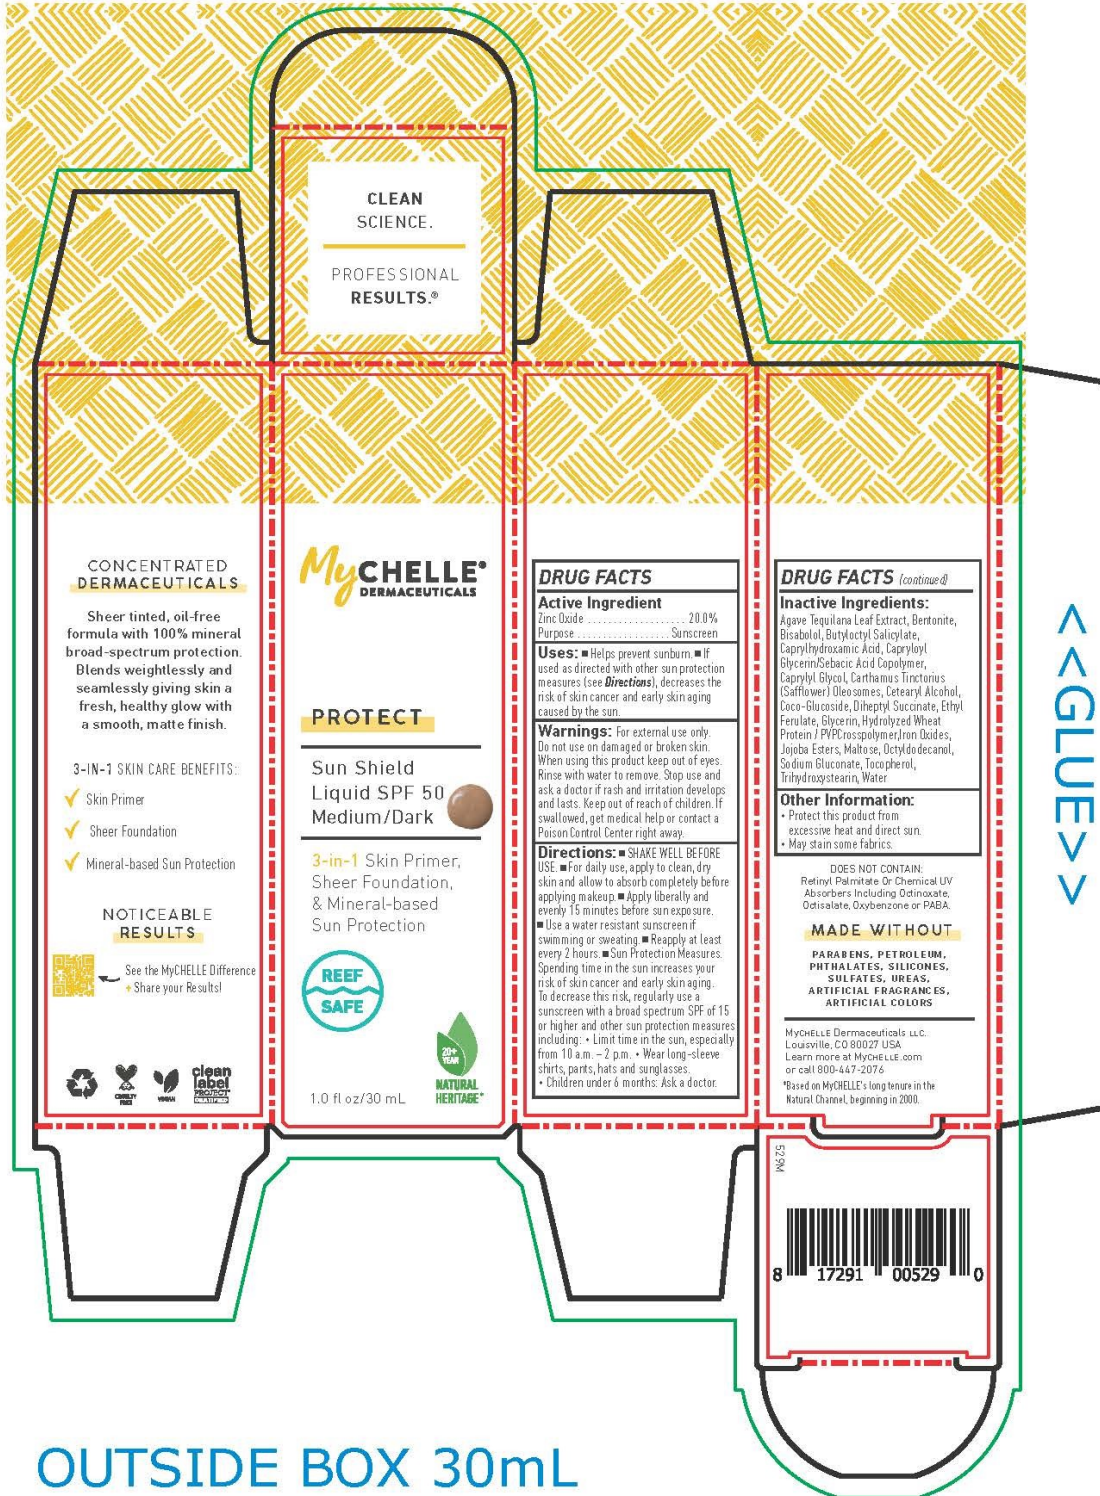 CLEAN
SCIENCE.
PROFESSIONAL
RESULTS.®
CONCENTRATED
DERMACEUTICALS
Sheer tinted, oil-free
formula with 100% mineral
broad-spectrum protection.
Blends weightlessly and
seamlessly giving skin a
fresh, healthy glow with
a smooth, matte finish.
3-IN-1 SKIN CARE BENEFITS:
Skin Primer
Sheer Foundation
Mineral-based Sun Protection
NOTICEABLE
RESULTS
See the MyCHELLE Difference
+ Share your Results!
CRUELTY
FREE
VEGAN
clean
label
PROJECT
CERTIFIED
MyCHELLE®
DERMACEUTICALS
PROTECT
Sun Shield
Liquid SPF 50
Medium/Dark
3-in-1 Skin Primer,
Sheer Foundation,
& Mineral-based
Sun Protection
REEF
SAFE
20+
YEAR
NATURAL
HERITAGE*
1.0 fl oz/30 mL
DRUG FACTS
Active Ingredient
Zinc Oxide ................... 20.0%
Purpose .................. Sunscreen
Uses: ■ Helps prevent sunburn. ■ If
used as directed with other sun protection
measures (see Directions), decreases the
risk of skin cancer and early skin aging
caused by the sun.
Warnings: For external use only.
Do not use on damaged or broken skin.
When using this product keep out of eyes.
Rinse with water to remove. Stop use and
ask a doctor if rash and irritation develops
and lasts. Keep out of reach of children. If
swallowed, get medical help or contact a
Poison Control Center right away.
Directions: ■ SHAKE WELL BEFORE
USE. ■ For daily use, apply to clean, dry
skin and allow to absorb completely before
applying makeup. ■ Apply liberally and
evenly 15 minutes before sun exposure.
■ Use a water resistant sunscreen if
swimming or sweating. ■ Reapply at least
every 2 hours. ■ Sun Protection Measures.
Spending time in the sun increases your
risk of skin cancer and early skin aging.
To decrease this risk, regularly use a
sunscreen with a broad spectrum SPF of 15
or higher and other sun protection measures
including: • Limit time in the sun, especially
from 10 a.m. – 2 p.m. • Wear long-sleeve
shirts, pants, hats and sunglasses.
• Children under 6 months: Ask a doctor.
DRUG FACTS (continued)
Inactive Ingredients:
Agave Tequilana Leaf Extract, Bentonite,
Bisabolol, Butyloctyl Salicylate,
Caprylhydroxamic Acid, Capryloyl
Glycerin/Sebacic Acid Copolymer,
Caprylyl Glycol, Carthamus Tinctorius
(Safflower) Oleosomes, Cetearyl Alcohol,
Coco-Glucoside, Diheptyl Succinate, Ethyl
Ferulate, Glycerin, Hydrolyzed Wheat
Protein / PVPCrosspolymer,Iron Oxides,
Jojoba Esters, Maltose, Octyldodecanol,
Sodium Gluconate, Tocopherol,
Trihydroxystearin, Water
Other Information:
• Protect this product from
excessive heat and direct sun.
• May stain some fabrics.
DOES NOT CONTAIN:
Retinyl Palmitate Or Chemical UV
Absorbers Including Octinoxate,
Octisalate, Oxybenzone or PABA.
MADE WITHOUT
PARABENS, PETROLEUM,
PHTHALATES, SILICONES,
SULFATES, UREAS,
ARTIFICIAL FRAGRANCES,
ARTIFICIAL COLORS
MyCHELLE Dermaceuticals LLC.
Louisville, CO 80027 USA
Learn more at MyCHELLE.com
or call 800-447-2076
*Based on MyCHELLE's long tenure in the
Natural Channel, beginning in 2000.
529M
8 17291 00529 0
<<GLUE>>
OUTSIDE BOX 30mL